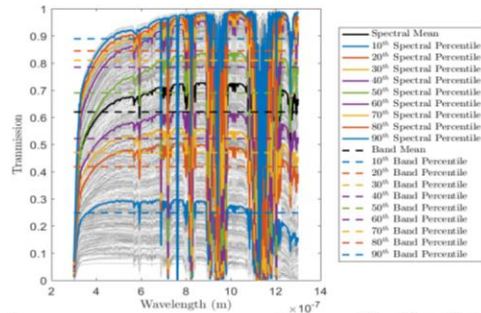 1
0.9
0.8
0.7
0.6
0.5
0.4
0.3
0.2
0.1
0
Tranmission
2 4 6 8 10 12 14
Wavelength (m)
×10⁻⁷
Spectral Mean
10th Spectral Percentile
20th Spectral Percentile
30th Spectral Percentile
40th Spectral Percentile
50th Spectral Percentile
60th Spectral Percentile
70th Spectral Percentile
80th Spectral Percentile
90th Spectral Percentile
Band Mean
10th Band Percentile
20th Band Percentile
30th Band Percentile
40th Band Percentile
50th Band Percentile
60th Band Percentile
70th Band Percentile
80th Band Percentile
90th Band Percentile